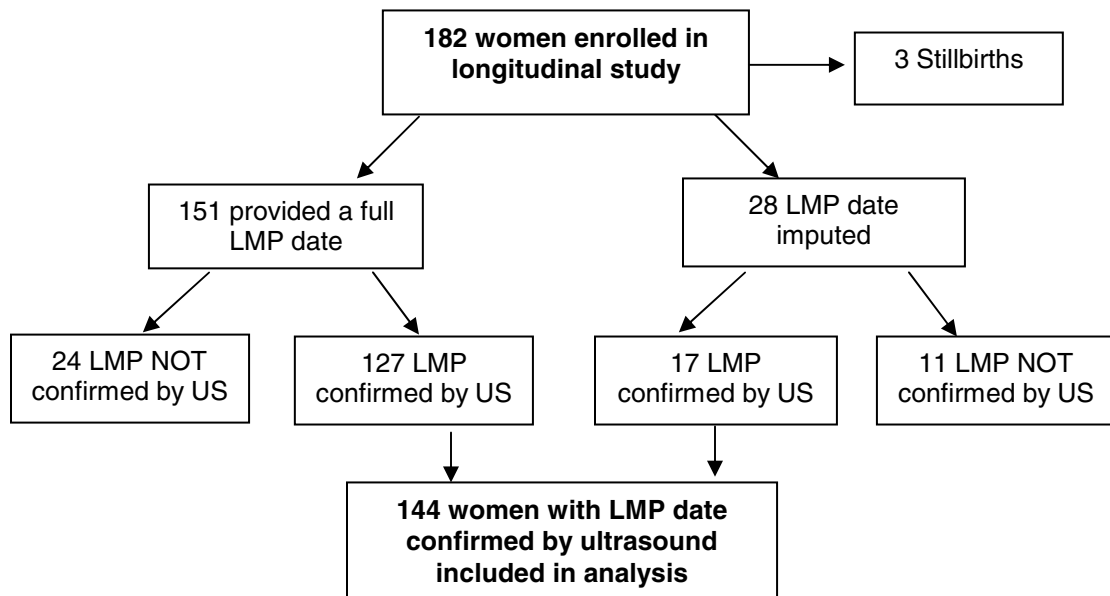 182 women enrolled in
longitudinal study
3 Stillbirths
151 provided a full
LMP date
28 LMP date
imputed
24 LMP NOT
confirmed by US
127 LMP
confirmed by US
17 LMP
confirmed by US
11 LMP NOT
confirmed by US
144 women with LMP date
confirmed by ultrasound
included in analysis